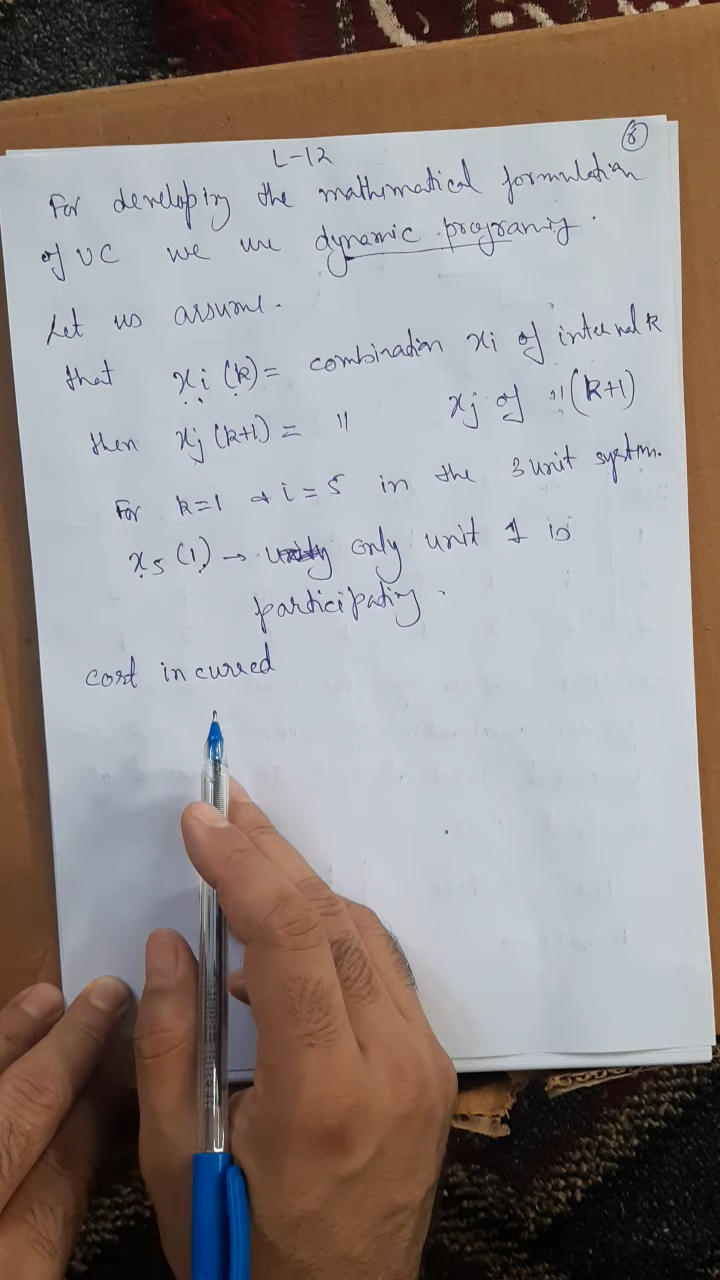 L-12
8
For developing the mathematical formulation
of UC we use dynamic programig.
Let us assume.
that xi (k) = combination xi of interval k
then xj (k+1) = " xj of " (k+1)
For k=1 & i = 5 in the 3 unit system.
x5 (1) → only unit 1 is
participating.
cost incurred